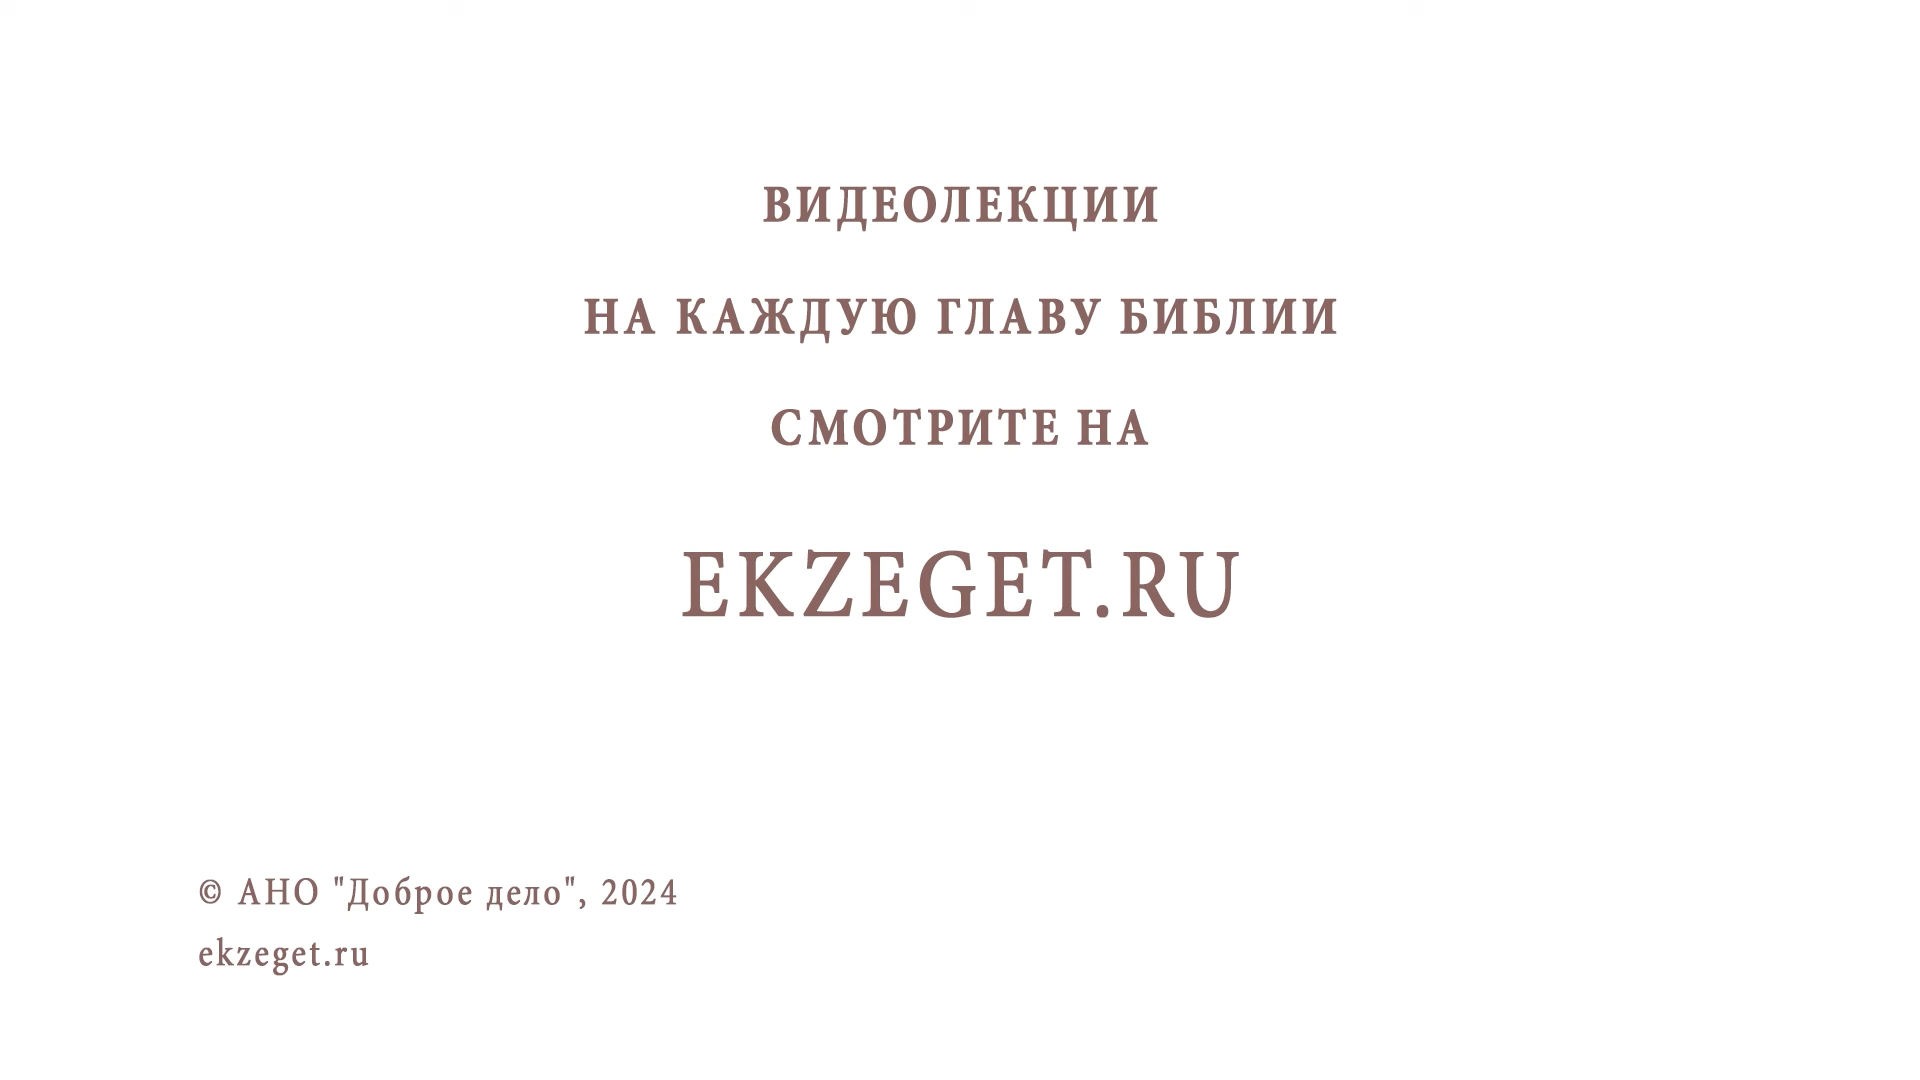 ВИДЕОЛЕКЦИИ
НА КАЖДУЮ ГЛАВУ БИБЛИИ
СМОТРИТЕ НА
EKZEGET.RU
© АНО "Доброе дело", 2024
ekzeget.ru